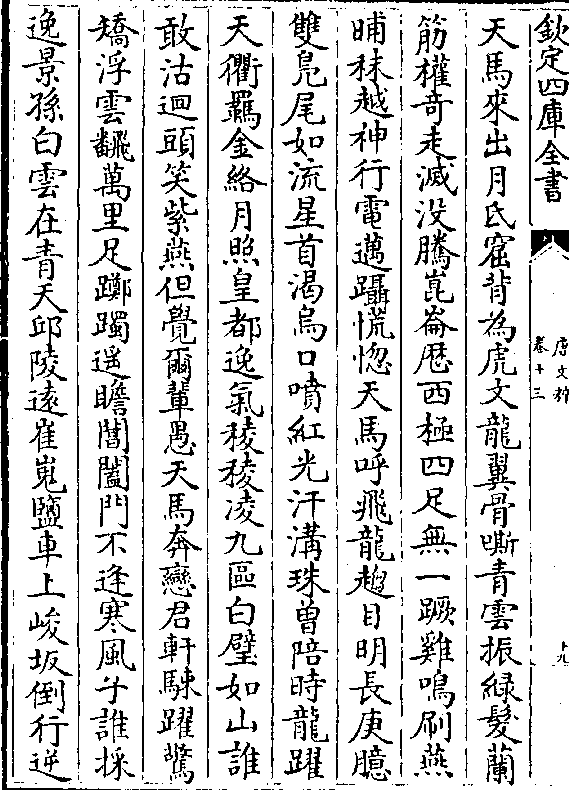 欽定四庫全書
唐文粹
卷十三
十九
天馬來出月氏窟背為虎文龍翼骨嘶青雲振緑髮蘭
筋權竒走滅没騰崑崙歴西極四足無一蹶雞鳴刷燕
晡秣越神行電邁躡慌惚天馬呼飛龍趨目明長庚臆
雙鳧尾如流星首渴烏口噴紅光汗溝珠曽陪時龍躍
天衢羈金絡月照皇都逸氣稜稜凌九區白璧如山誰
敢沽迴頭笑紫燕但覺爾輩愚天馬奔戀君軒駷躍驚
矯浮雲飜萬里足躑躅遥瞻閶闔門不逢寒風子誰採
逸景孫白雲在青天邱陵遠崔嵬鹽車上峻坂倒行逆